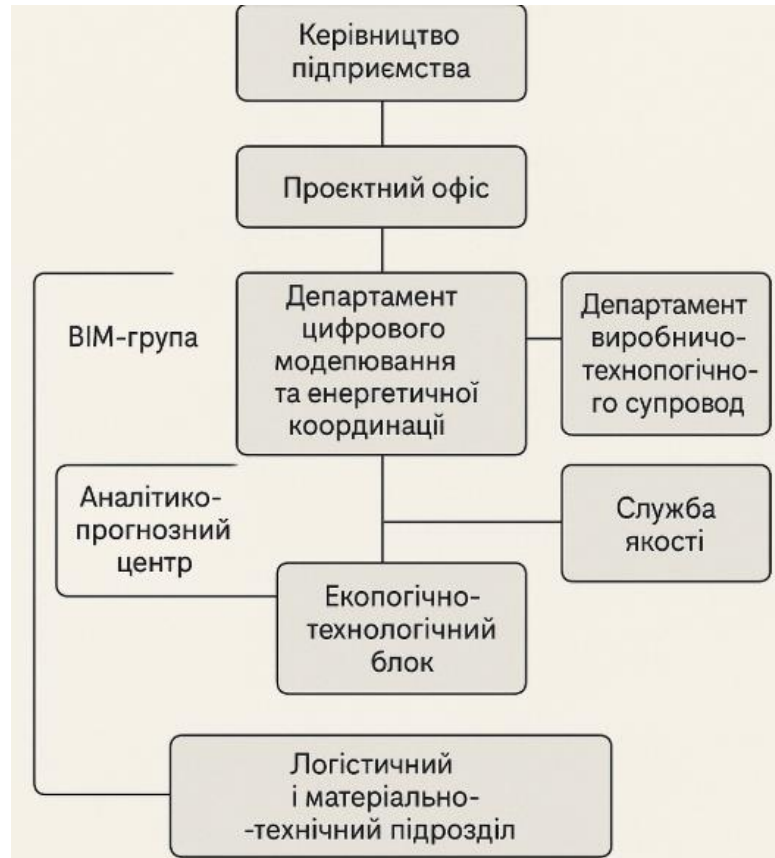 Керівництво
підприємства
Проєктний офіс
BIM-група
Департамент
цифрового
модепювання
та енергетичної
координації
Департамент
виробничо-
технопогічно-
го супровод
Аналітико-
прогнозний
центр
Служба
якості
Екопогічно-
технологічний
блок
Логістичний
і матеріально-
-технічний підрозділ